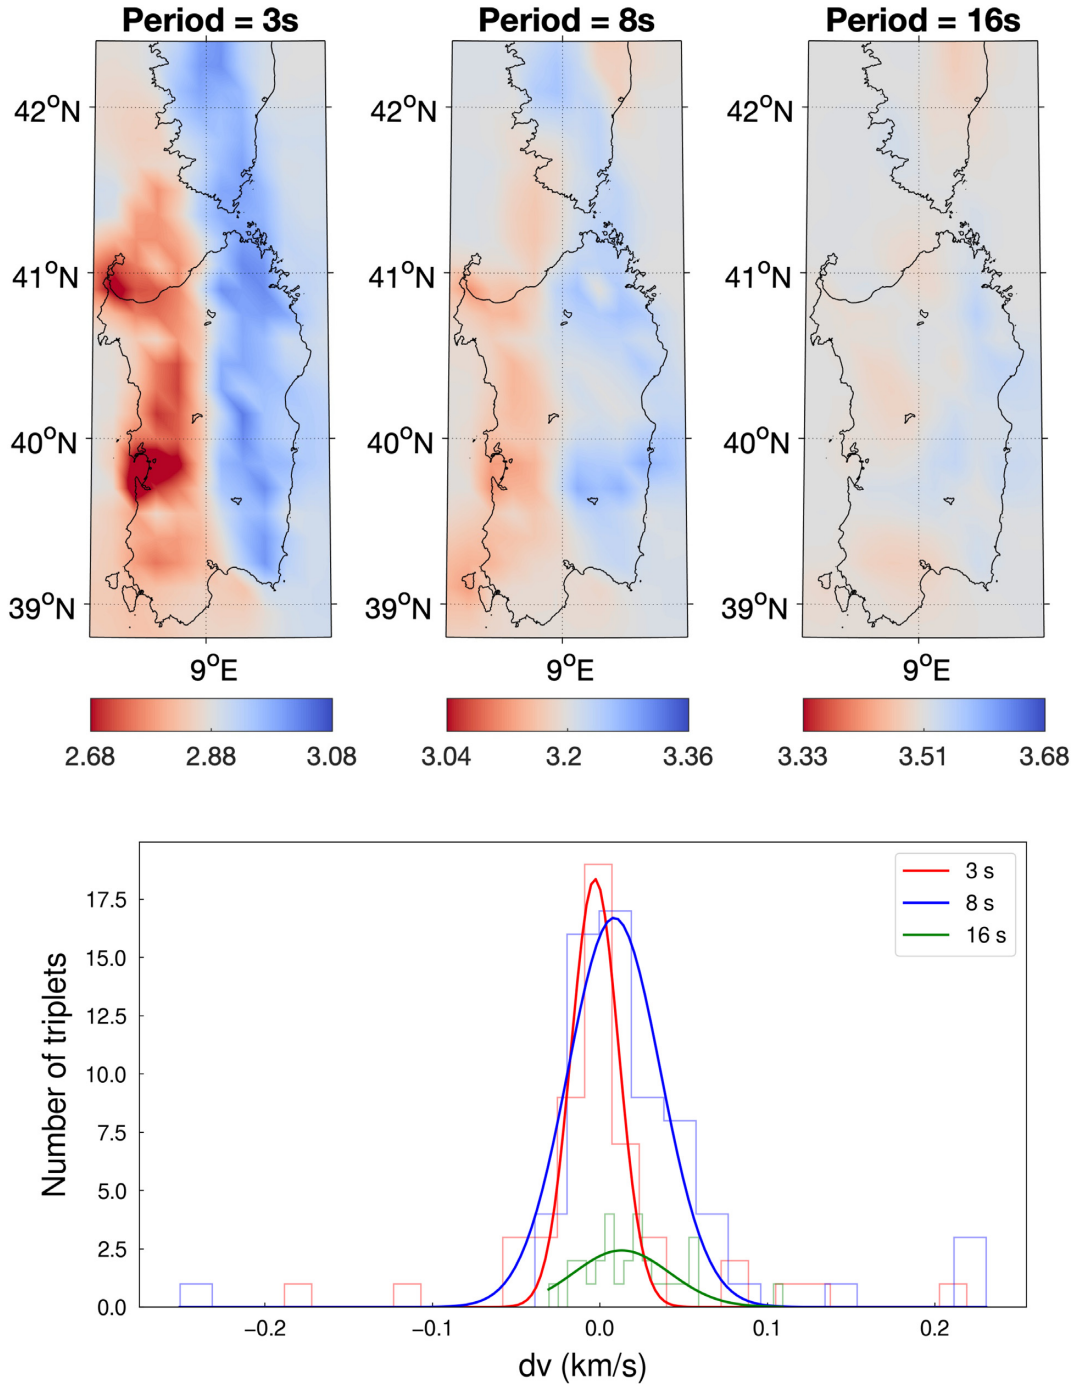 Period = 3s Period = 8s Period = 16s
42°N 42°N 42°N
41°N 41°N 41°N
40°N 40°N 40°N
39°N 39°N 39°N
9°E 9°E 9°E
2.68 2.88 3.08 3.04 3.2 3.36 3.33 3.51 3.68
3 s
8 s
16 s
Number of triplets
17.5
15.0
12.5
10.0
7.5
5.0
2.5
0.0
−0.2 −0.1 0.0 0.1 0.2
dv (km/s)